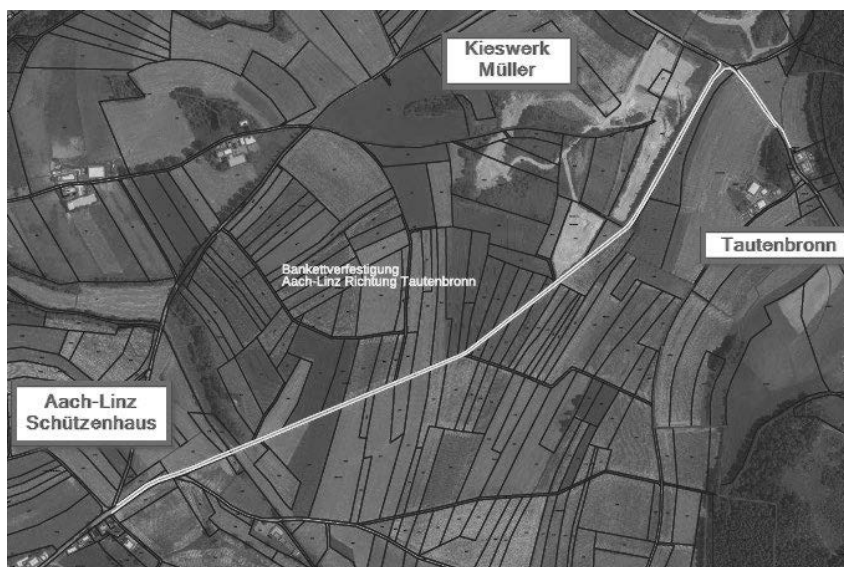 Kieswerk
Müller
Tautenbronn
Bankettverfestigung
Aach-Linz Richtung Tautenbronn
Aach-Linz
Schützenhaus